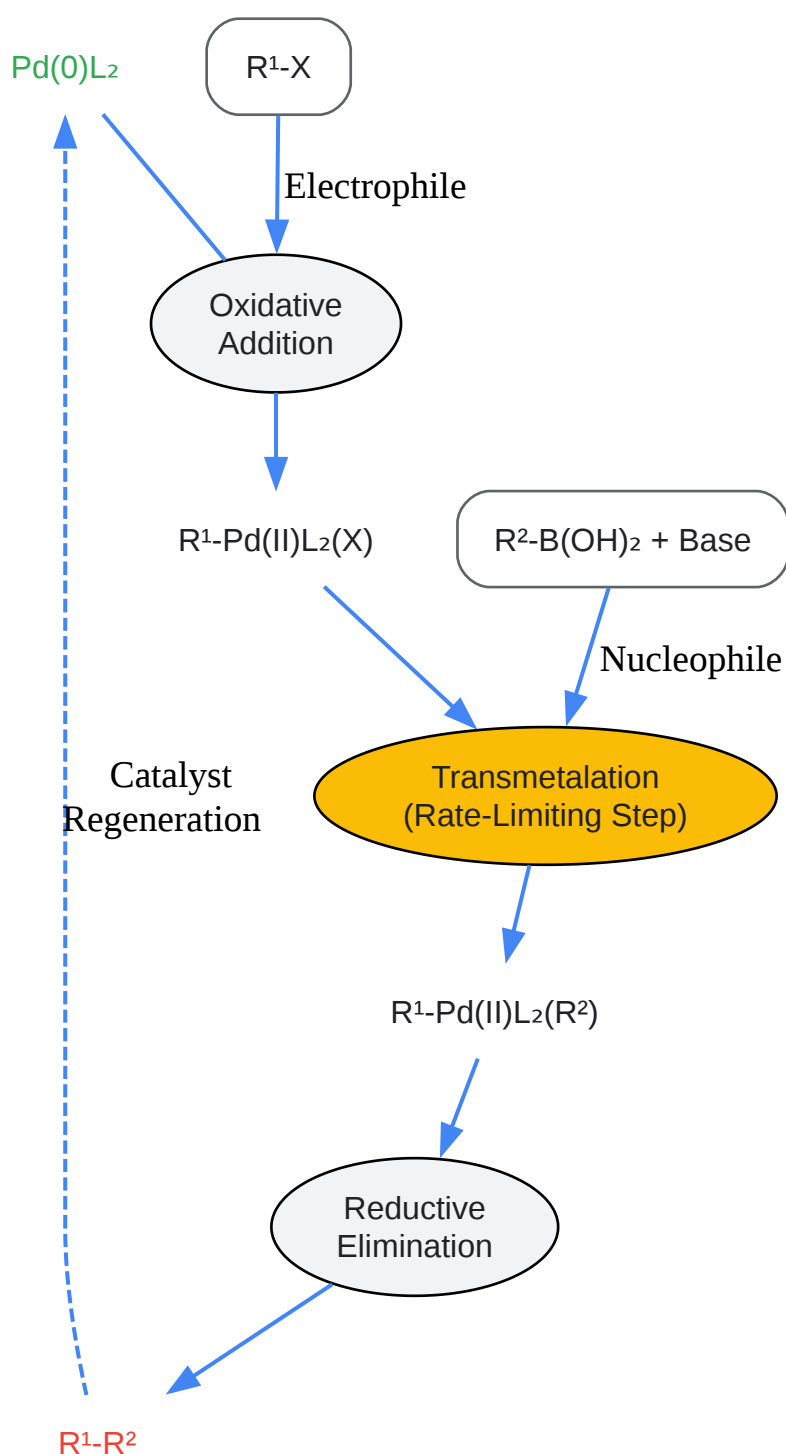 Pd(0)L₂
R¹-X
Electrophile
Oxidative
Addition
R¹-Pd(II)L₂(X)
R²-B(OH)₂ + Base
Nucleophile
Catalyst
Regeneration
Transmetalation
(Rate-Limiting Step)
R¹-Pd(II)L₂(R²)
Reductive
Elimination
R¹-R²